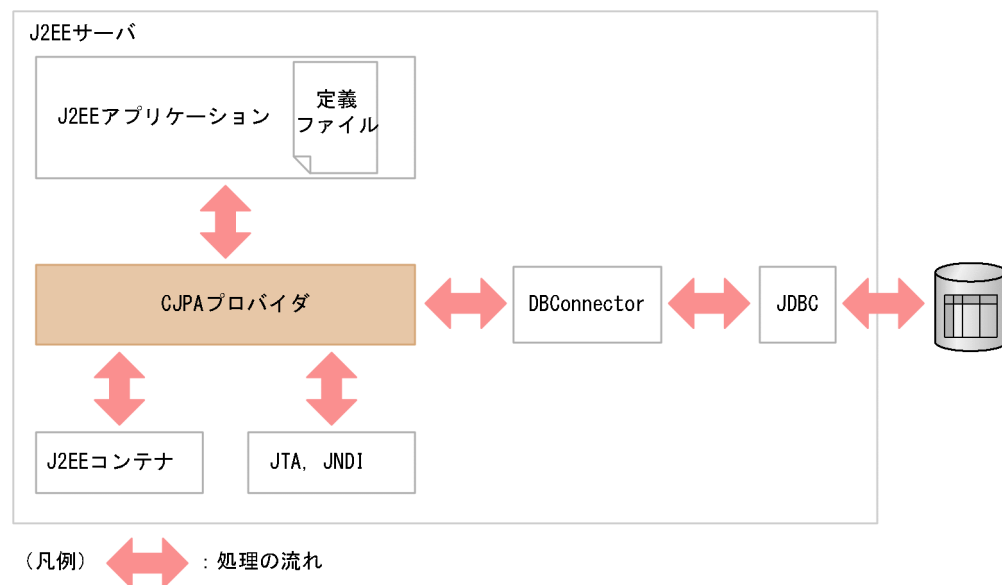 J2EEサーバ
J2EEアプリケーション
定義
ファイル
CJPAプロバイダ
DBConnector
JDBC
J2EEコンテナ
JTA, JNDI
(凡例)
:処理の流れ